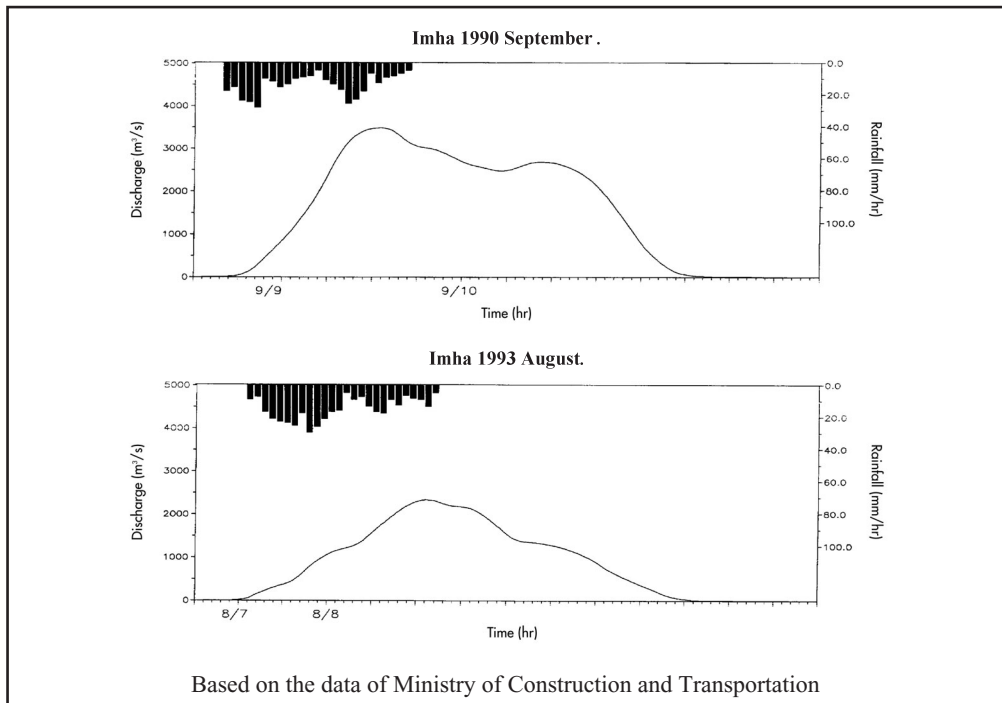 Imha 1990 September .
5000
4000
3000
2000
1000
0
Discharge (m³/s)
0.0
20.0
40.0
60.0
80.0
100.0
Rainfall (mm/hr)
9/9 9/10
Time (hr)
Imha 1993 August.
5000
4000
3000
2000
1000
0
Discharge (m³/s)
0.0
20.0
40.0
60.0
80.0
100.0
Rainfall (mm/hr)
8/7 8/8
Time (hr)
Based on the data of Ministry of Construction and Transportation